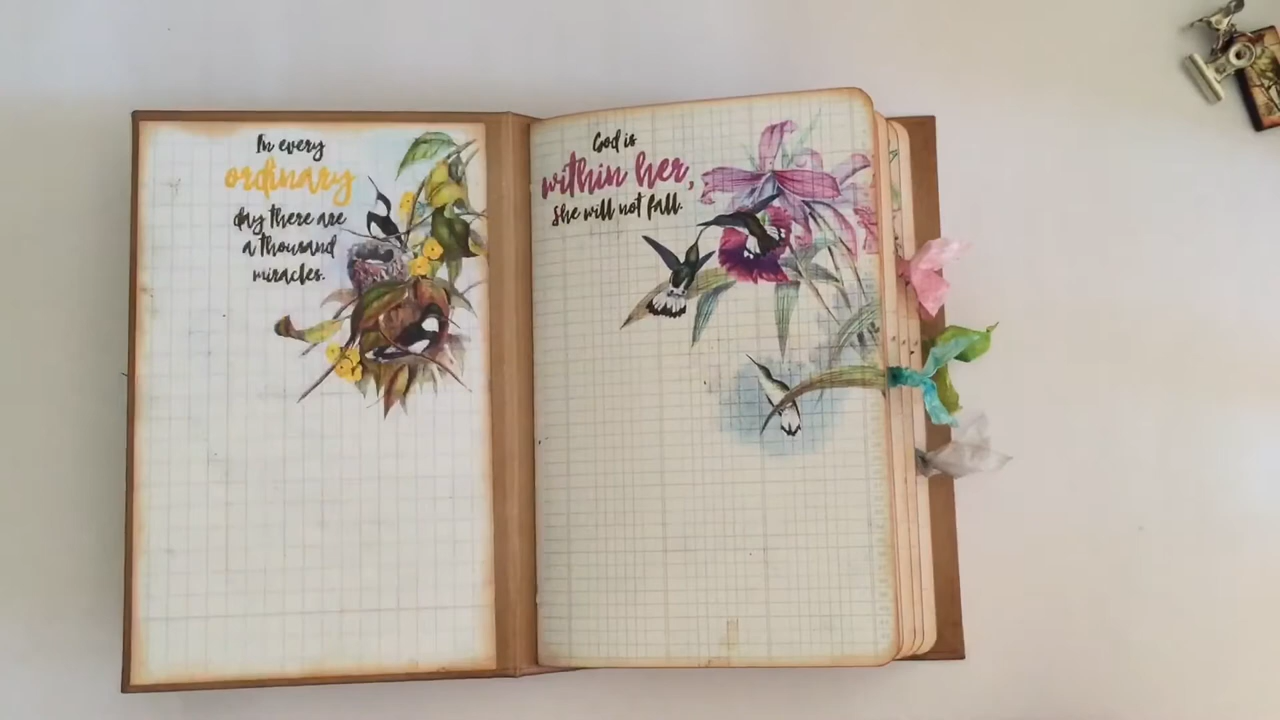 In every
ordinary
day there are
a thousand
miracles.
God is
within her,
she will not fall.